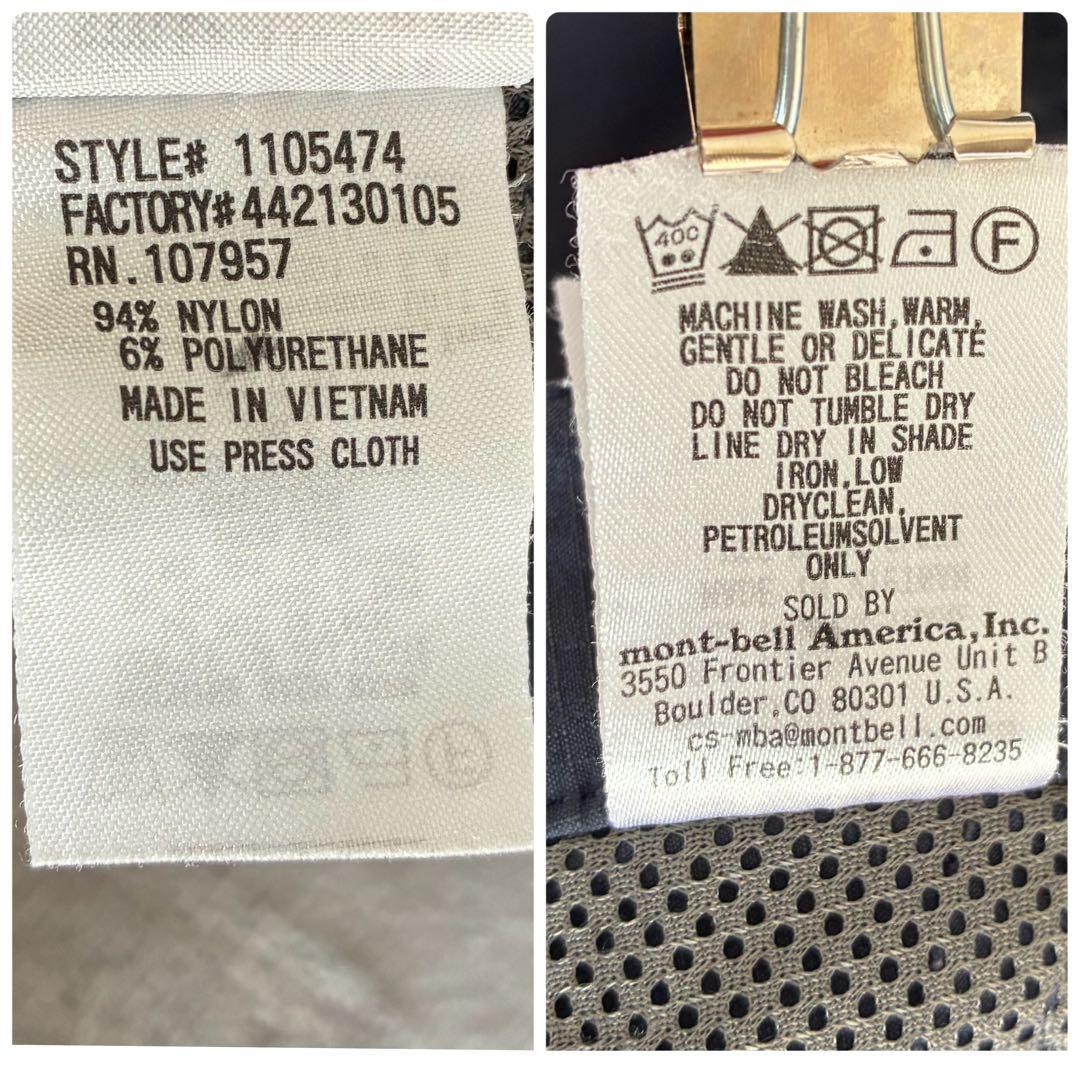 STYLE# 1105474
FACTORY#442130105
RN.107957
94% NYLON
6% POLYURETHANE
MADE IN VIETNAM
USE PRESS CLOTH
400
F
MACHINE WASH,WARM,
GENTLE OR DELICATE
DO NOT BLEACH
DO NOT TUMBLE DRY
LINE DRY IN SHADE
IRON,LOW
DRYCLEAN,
PETROLEUMSOLVENT
ONLY
SOLD BY
mont-bell America,Inc.
3550 Frontier Avenue Unit B
Boulder,CO 80301 U.S.A.
cs-mba@montbell.com
Toll Free:1-877-666-8235